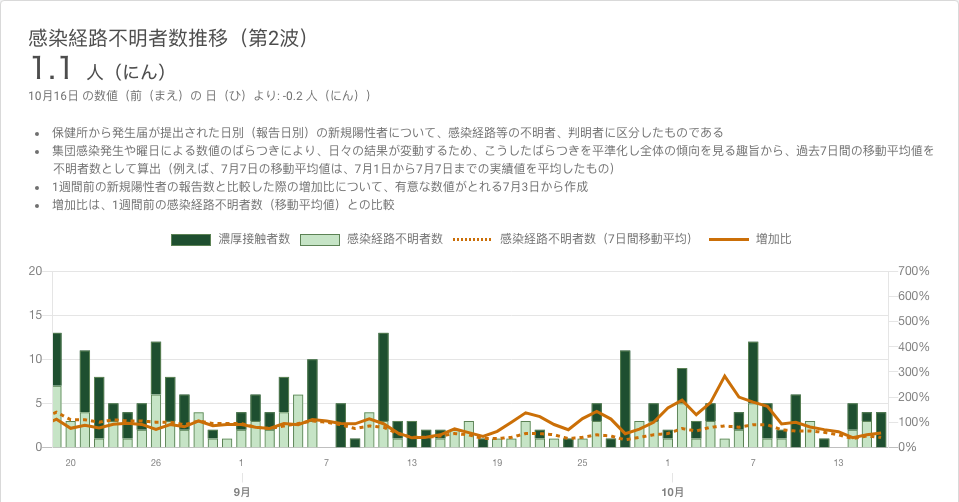 感染経路不明者数推移（第2波）
1.1 人（にん）
10月16日 の数値（前（まえ）の 日（ひ）より: -0.2 人（にん））
• 保健所から発生届が提出された日別（報告日別）の新規陽性者について、感染経路等の不明者、判明者に区分したものである
• 集団感染発生や曜日による数値のばらつきにより、日々の結果が変動するため、こうしたばらつきを平準化し全体の傾向を見る趣旨から、過去7日間の移動平均値を
不明者数として算出（例えば、7月7日の移動平均値は、7月1日から7月7日までの実績値を平均したもの）
• 1週間前の新規陽性者の報告数と比較した際の増加比について、有意な数値がとれる7月3日から作成
• 増加比は、1週間前の感染経路不明者数（移動平均値）との比較
濃厚接触者数 感染経路不明者数 感染経路不明者数（7日間移動平均） 増加比
20 700%
600%
15 500%
400%
10 300%
5 200%
100%
0 0%
20 26 1 7 13 19 25 1 7 13
9月 10月